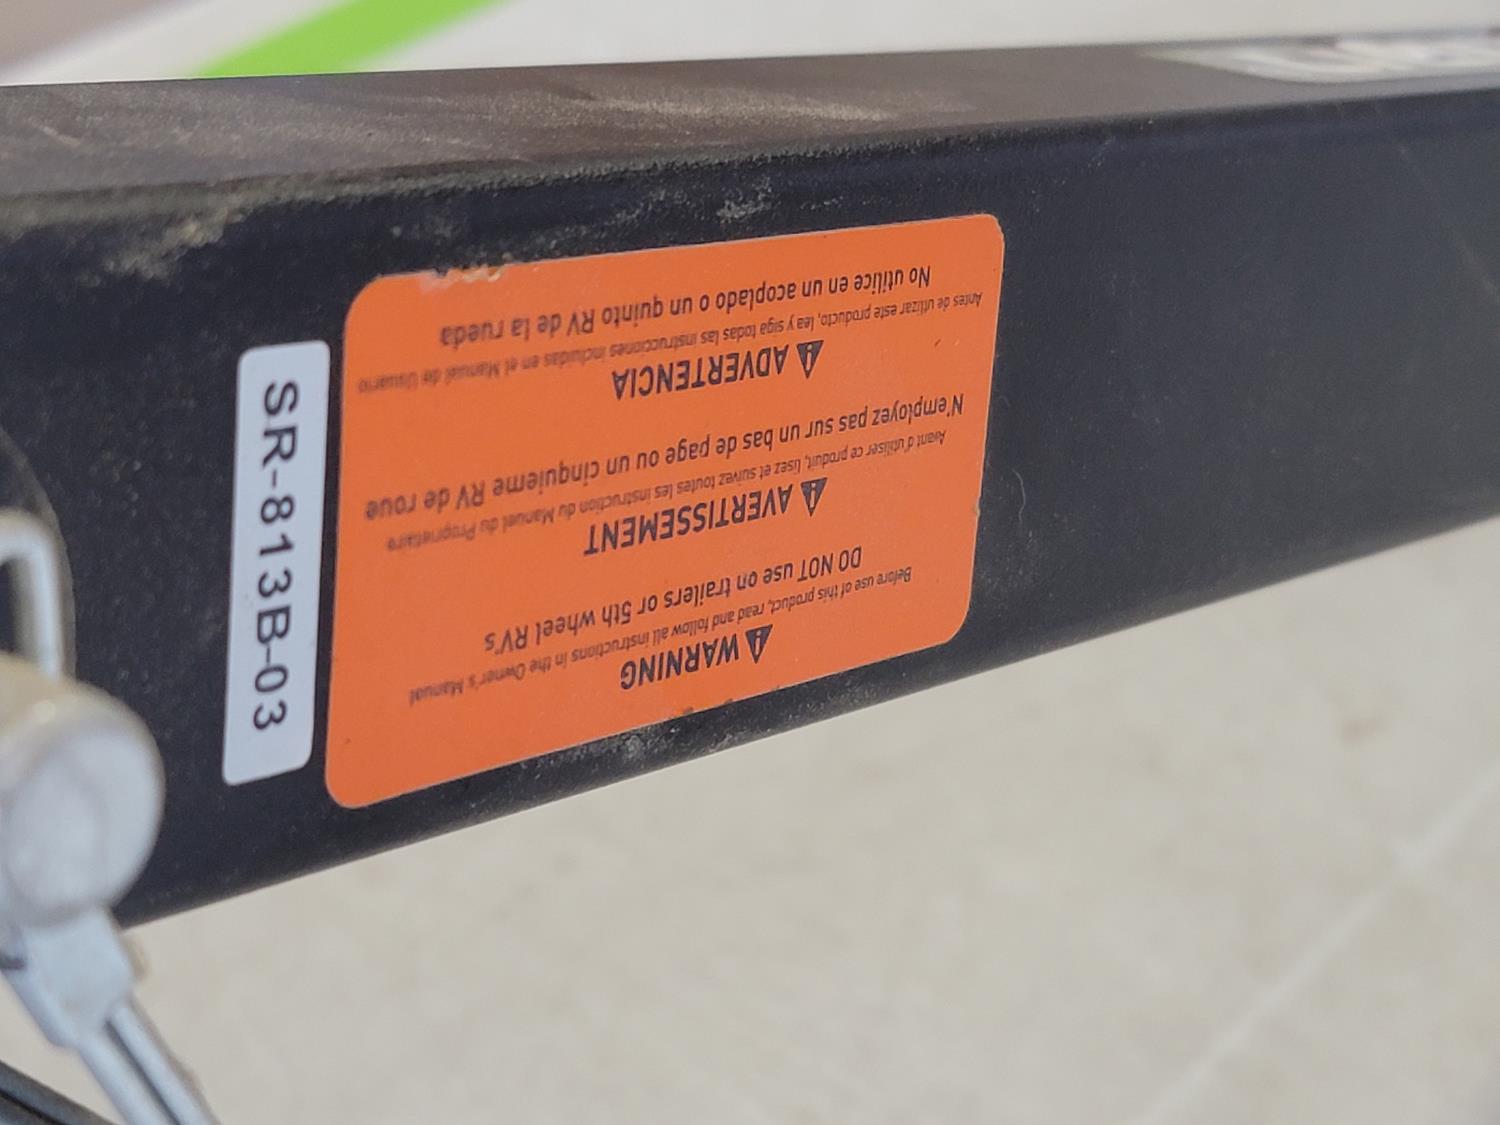 WARNING
Before use of this product, read and follow all instructions in the Owner's Manual
DO NOT use on trailers or 5th wheel RV's
AVERTISSEMENT
Avant d'utiliser ce produit, lisez et suivez toutes les instruction du Manuel du Proprietaire
N'employez pas sur un bas de page ou un cinquieme RV de roue
ADVERTENCIA
Antes de utilizar este producto, lea y siga todas las instrucciones incluidas en el Manual de Usuario
No utilice en un acoplado o un quinto RV de la rueda
SR-813B-03